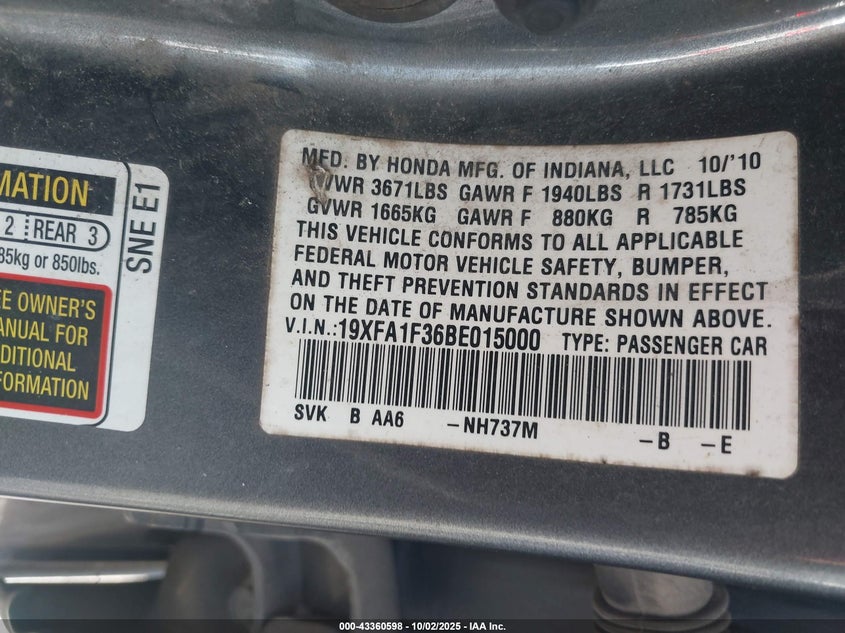 MATION
2 REAR 3
85kg or 850lbs.
EE OWNER'S
ANUAL FOR
DDITIONAL
FORMATION
SNE E1
MFD. BY HONDA MFG. OF INDIANA, LLC 10/'10
GVWR 3671LBS GAWR F 1940LBS R 1731LBS
GVWR 1665KG GAWR F 880KG R 785KG
THIS VEHICLE CONFORMS TO ALL APPLICABLE
FEDERAL MOTOR VEHICLE SAFETY, BUMPER,
AND THEFT PREVENTION STANDARDS IN EFFECT
ON THE DATE OF MANUFACTURE SHOWN ABOVE.
V.I.N.:19XFA1F36BE015000 TYPE: PASSENGER CAR
SVK B AA6 –NH737M –B –E
000-43360598 - 10/02/2025 - IAA Inc.